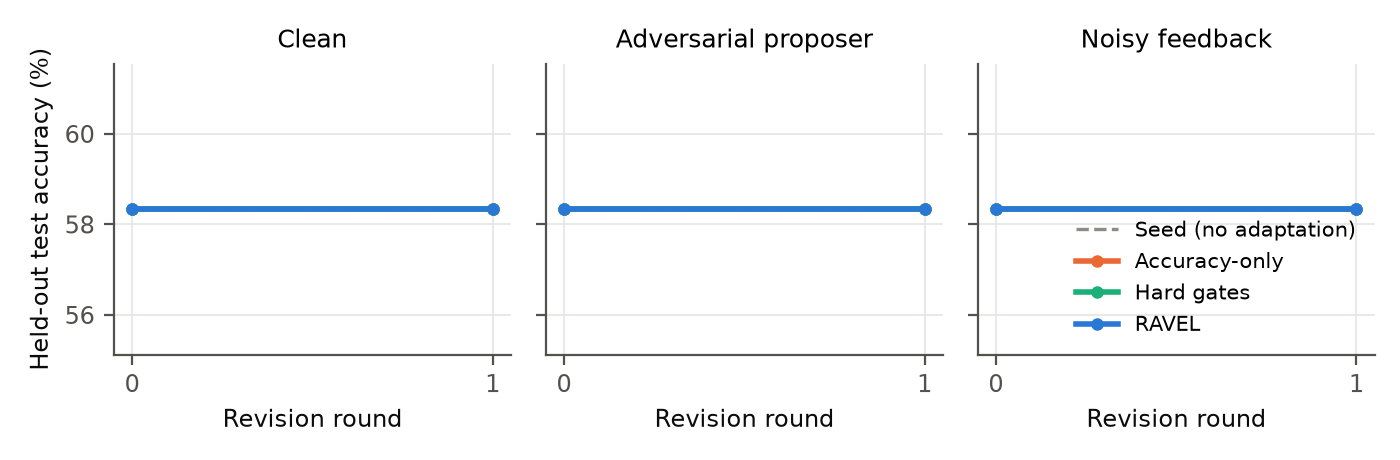 Clean
Adversarial proposer
Noisy feedback
Held-out test accuracy (%)
60
58
56
Seed (no adaptation)
Accuracy-only
Hard gates
RAVEL
0 1
0 1
0 1
Revision round
Revision round
Revision round